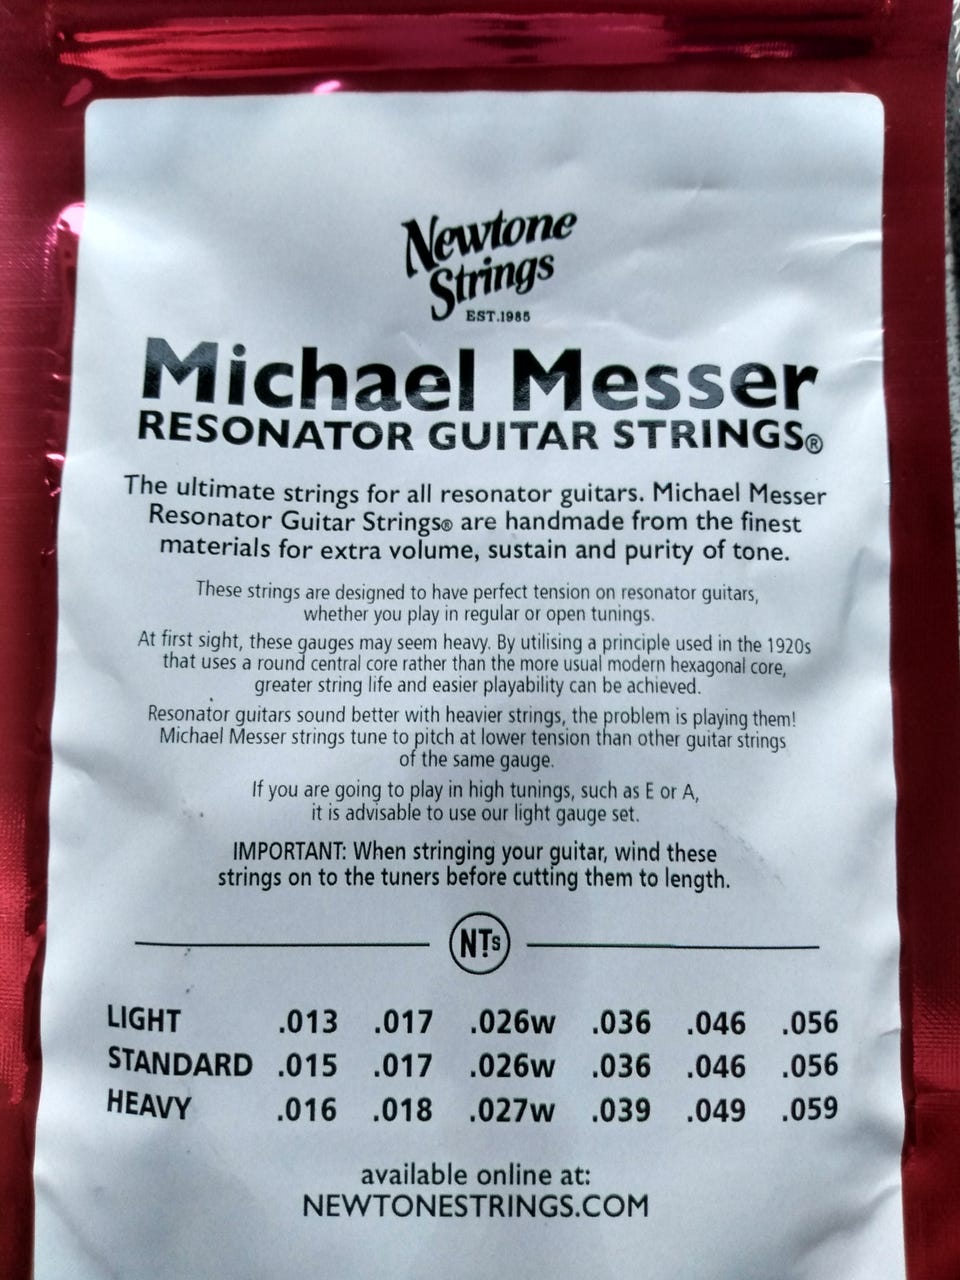 Newtone
Strings
EST.1985
Michael Messer
RESONATOR GUITAR STRINGS®
The ultimate strings for all resonator guitars. Michael Messer
Resonator Guitar Strings® are handmade from the finest
materials for extra volume, sustain and purity of tone.
These strings are designed to have perfect tension on resonator guitars,
whether you play in regular or open tunings.
At first sight, these gauges may seem heavy. By utilising a principle used in the 1920s
that uses a round central core rather than the more usual modern hexagonal core,
greater string life and easier playability can be achieved.
Resonator guitars sound better with heavier strings, the problem is playing them!
Michael Messer strings tune to pitch at lower tension than other guitar strings
of the same gauge.
If you are going to play in high tunings, such as E or A,
it is advisable to use our light gauge set.
IMPORTANT: When stringing your guitar, wind these
strings on to the tuners before cutting them to length.
NTs
LIGHT .013 .017 .026w .036 .046 .056
STANDARD .015 .017 .026w .036 .046 .056
HEAVY .016 .018 .027w .039 .049 .059
available online at:
NEWTONESTRINGS.COM